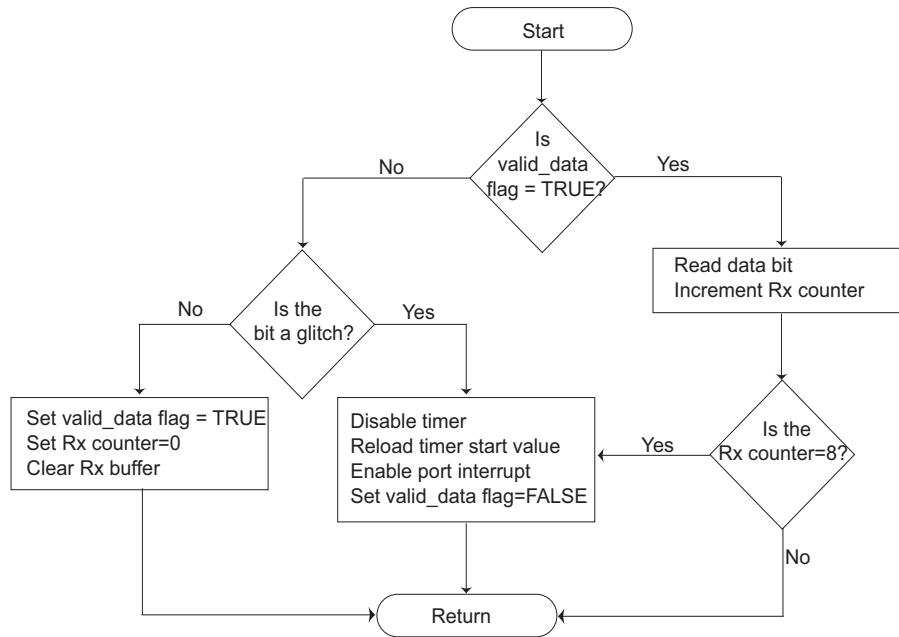 Start
Is
valid_data
flag = TRUE?
No
Yes
Read data bit
Increment Rx counter
Is the
bit a glitch?
No
Yes
Set valid_data flag = TRUE
Set Rx counter=0
Clear Rx buffer
Disable timer
Reload timer start value
Enable port interrupt
Set valid_data flag=FALSE
Yes
Is the
Rx counter=8?
No
Return